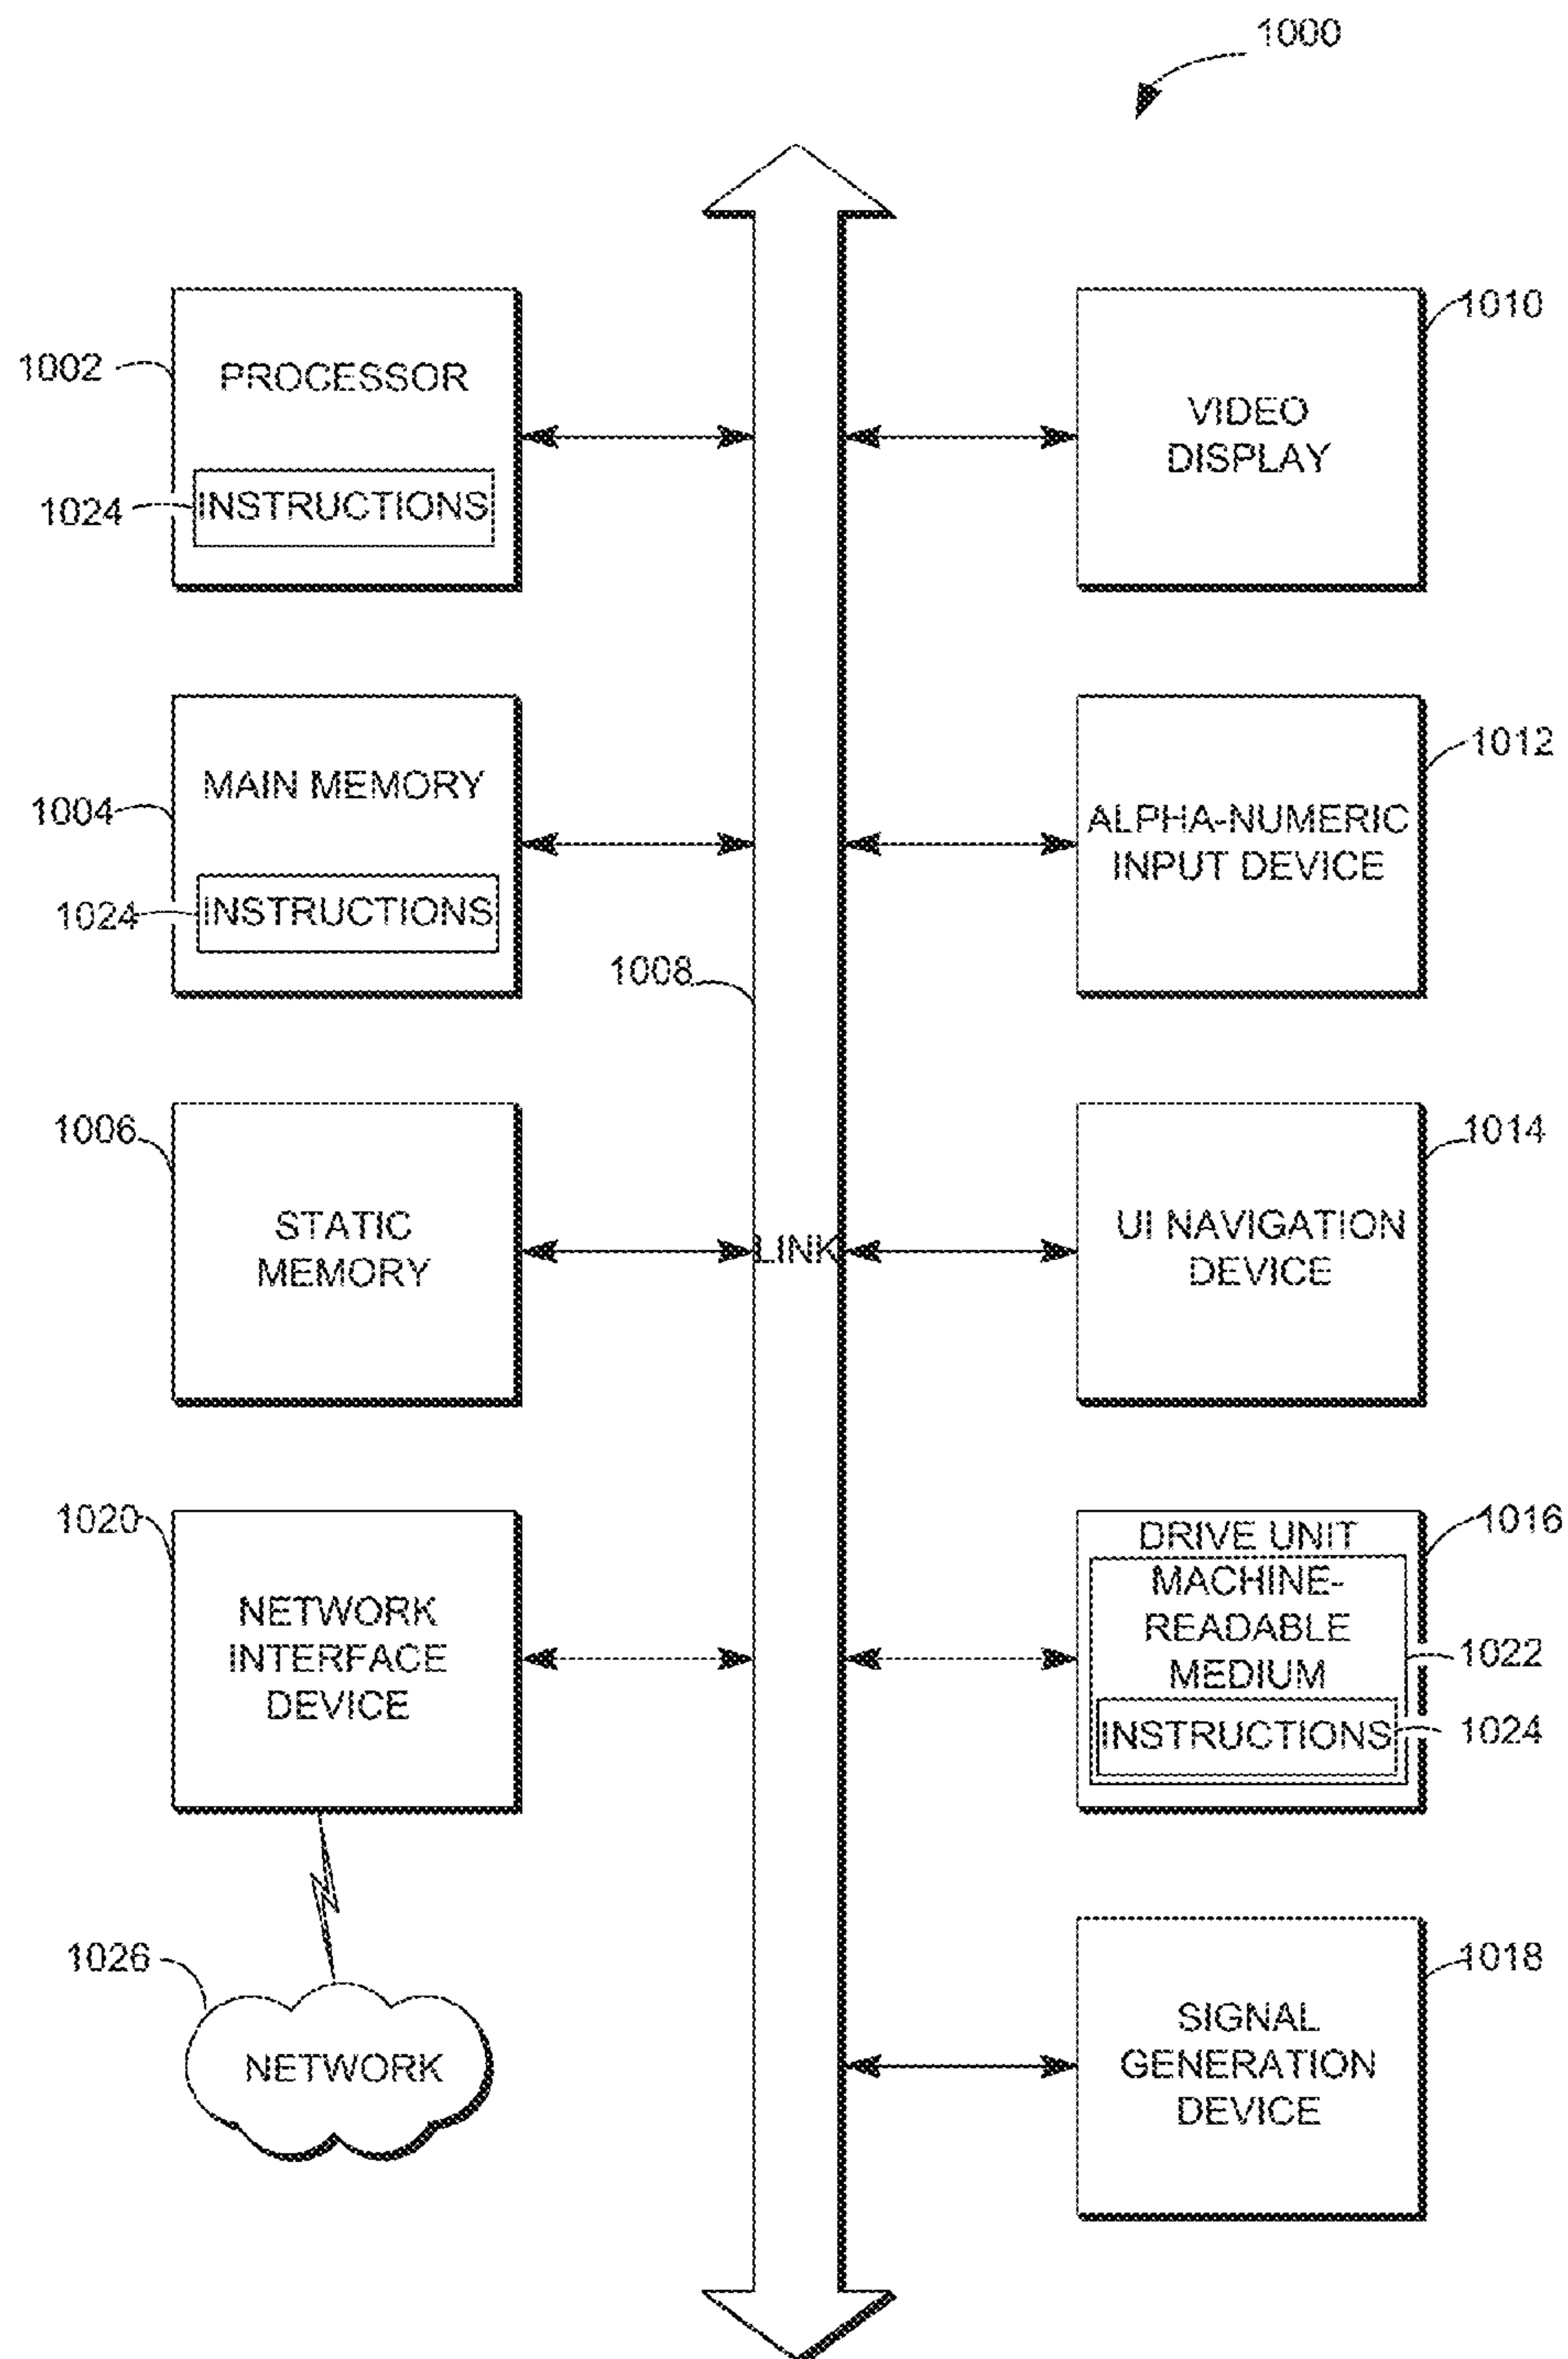 1000
1002
PROCESSOR
1024
INSTRUCTIONS
1010
VIDEO
DISPLAY
1004
MAIN MEMORY
1024
INSTRUCTIONS
1012
ALPHA-NUMERIC
INPUT DEVICE
1008
LINK
1006
STATIC
MEMORY
1014
UI NAVIGATION
DEVICE
1020
NETWORK
INTERFACE
DEVICE
1016
DRIVE UNIT
MACHINE-
READABLE
MEDIUM
1022
INSTRUCTIONS
1024
1026
NETWORK
1018
SIGNAL
GENERATION
DEVICE